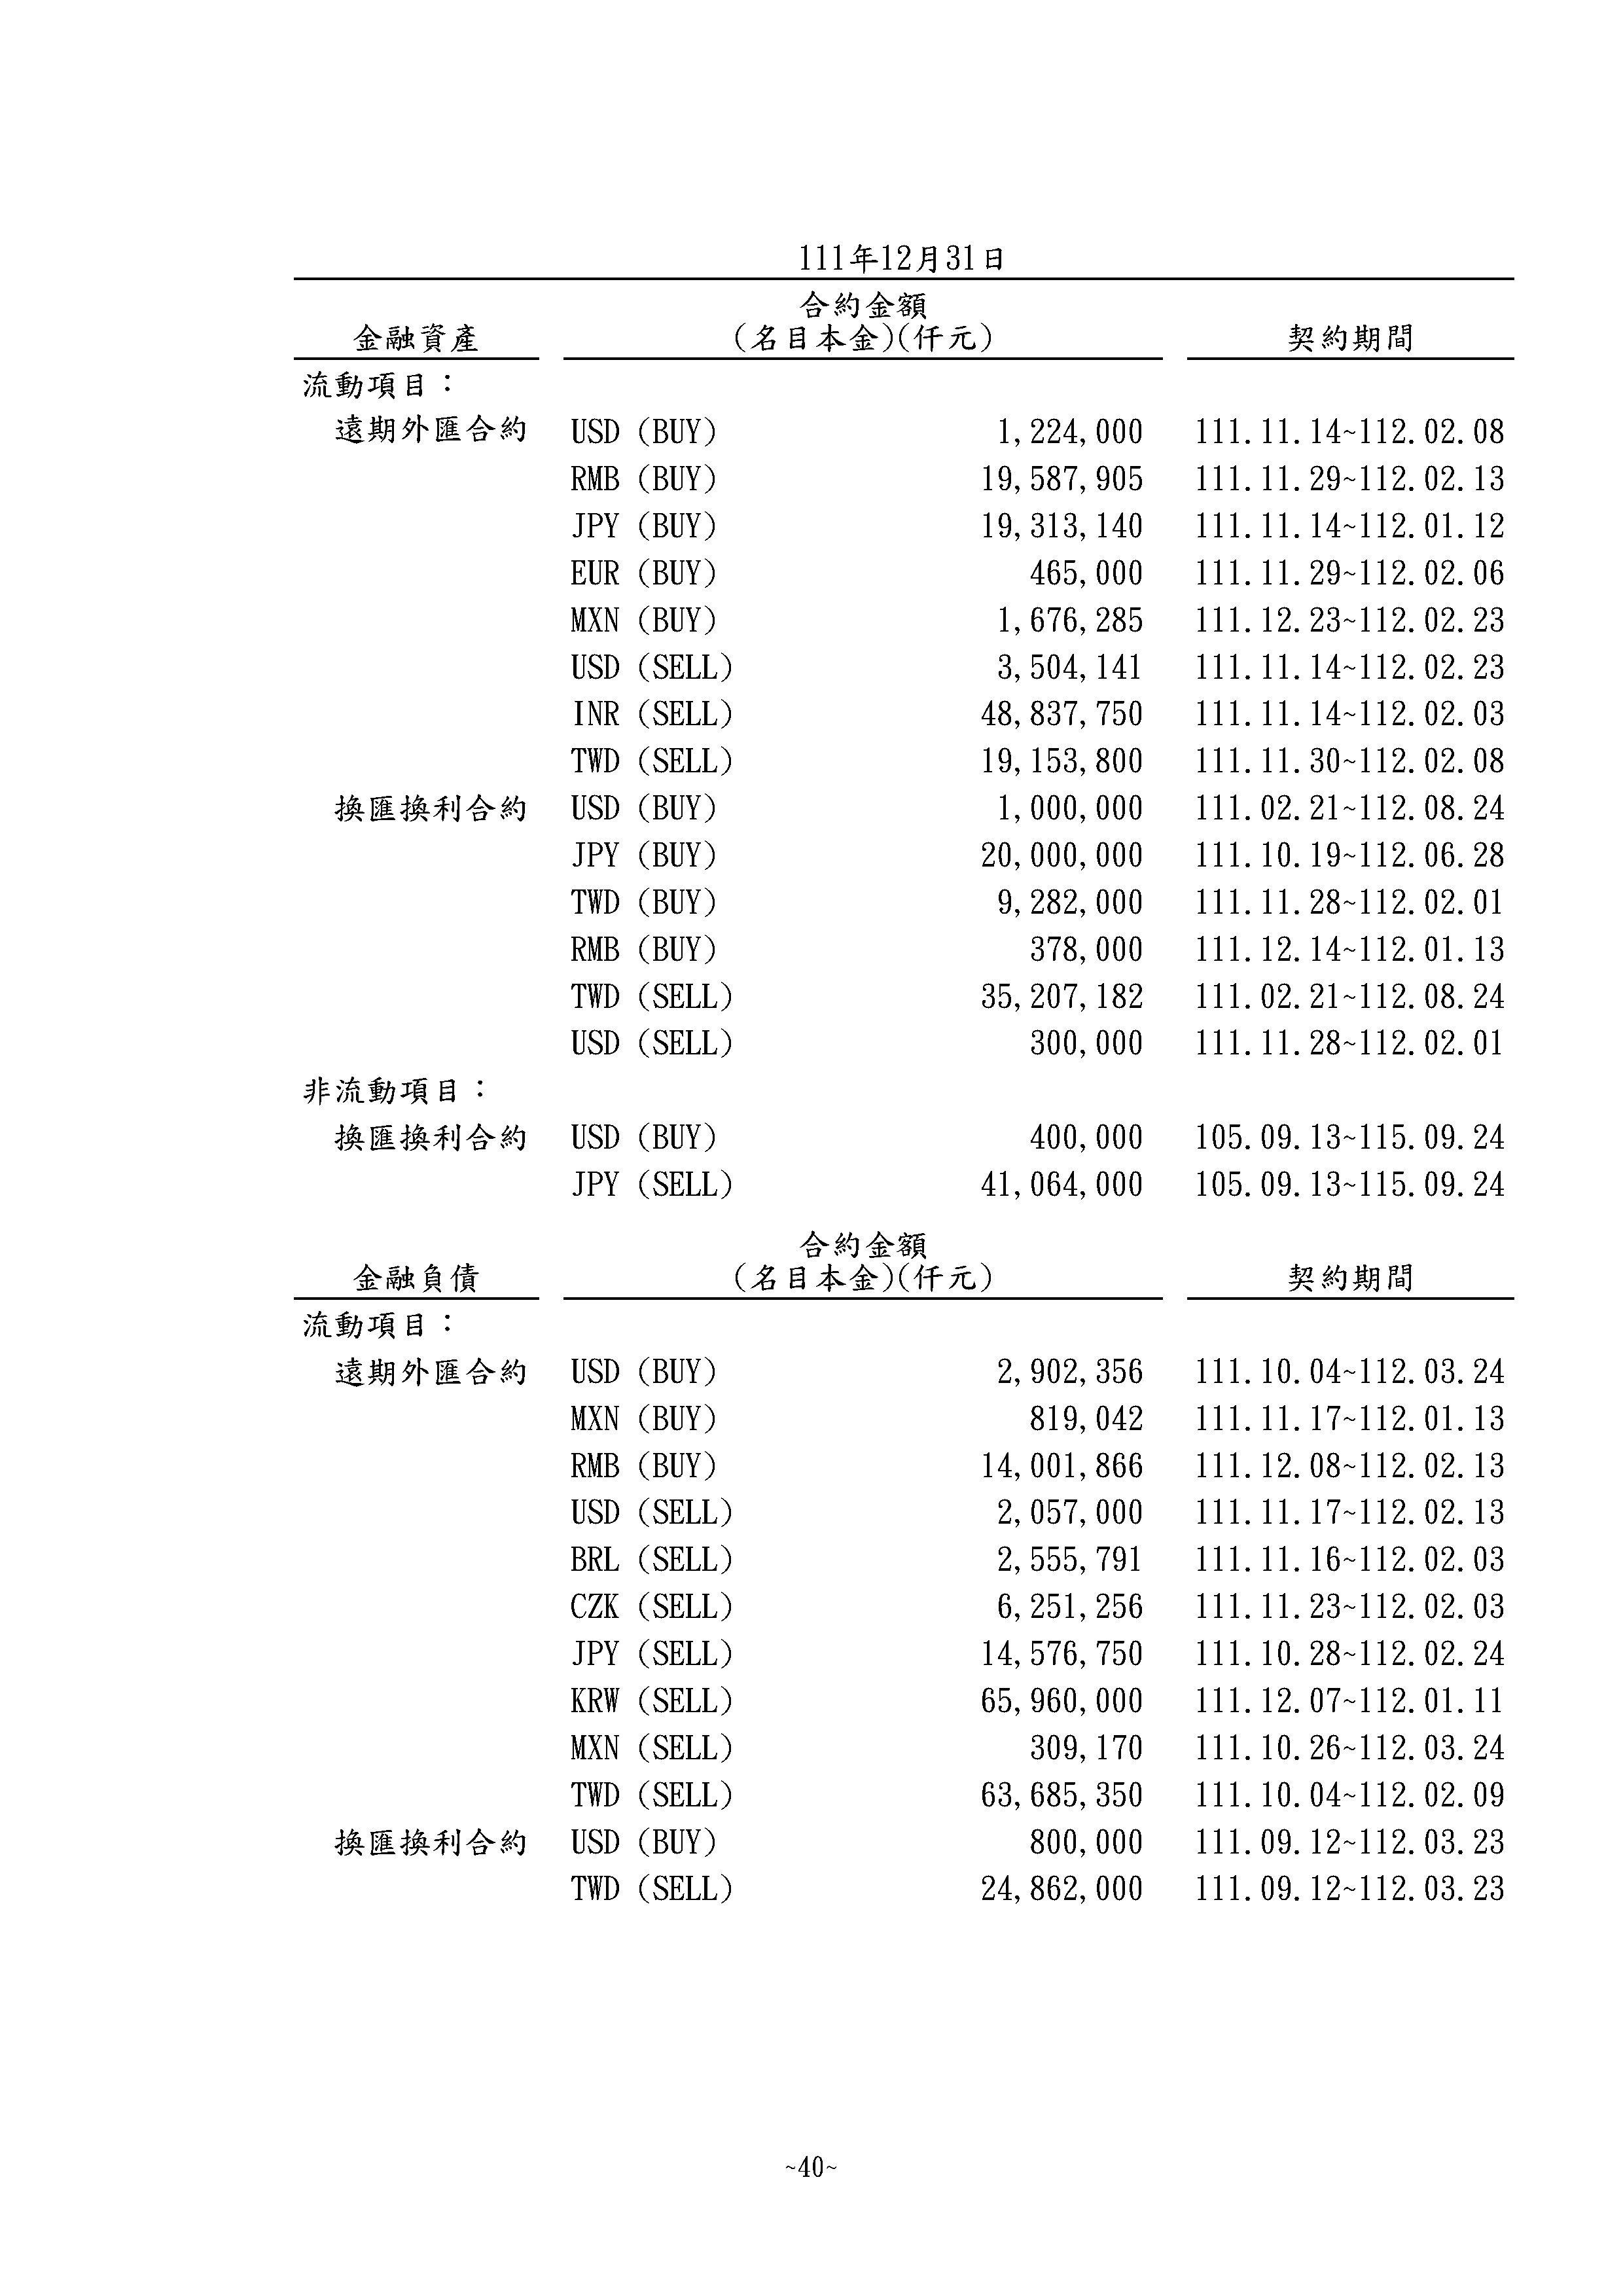 111年12月31日
合約金額
金融資產 (名目本金)(仟元) 契約期間
流動項目：
遠期外匯合約 USD (BUY) 1,224,000 111.11.14~112.02.08
RMB (BUY) 19,587,905 111.11.29~112.02.13
JPY (BUY) 19,313,140 111.11.14~112.01.12
EUR (BUY) 465,000 111.11.29~112.02.06
MXN (BUY) 1,676,285 111.12.23~112.02.23
USD (SELL) 3,504,141 111.11.14~112.02.23
INR (SELL) 48,837,750 111.11.14~112.02.03
TWD (SELL) 19,153,800 111.11.30~112.02.08
換匯換利合約 USD (BUY) 1,000,000 111.02.21~112.08.24
JPY (BUY) 20,000,000 111.10.19~112.06.28
TWD (BUY) 9,282,000 111.11.28~112.02.01
RMB (BUY) 378,000 111.12.14~112.01.13
TWD (SELL) 35,207,182 111.02.21~112.08.24
USD (SELL) 300,000 111.11.28~112.02.01
非流動項目：
換匯換利合約 USD (BUY) 400,000 105.09.13~115.09.24
JPY (SELL) 41,064,000 105.09.13~115.09.24
合約金額
金融負債 (名目本金)(仟元) 契約期間
流動項目：
遠期外匯合約 USD (BUY) 2,902,356 111.10.04~112.03.24
MXN (BUY) 819,042 111.11.17~112.01.13
RMB (BUY) 14,001,866 111.12.08~112.02.13
USD (SELL) 2,057,000 111.11.17~112.02.13
BRL (SELL) 2,555,791 111.11.16~112.02.03
CZK (SELL) 6,251,256 111.11.23~112.02.03
JPY (SELL) 14,576,750 111.10.28~112.02.24
KRW (SELL) 65,960,000 111.12.07~112.01.11
MXN (SELL) 309,170 111.10.26~112.03.24
TWD (SELL) 63,685,350 111.10.04~112.02.09
換匯換利合約 USD (BUY) 800,000 111.09.12~112.03.23
TWD (SELL) 24,862,000 111.09.12~112.03.23
~40~